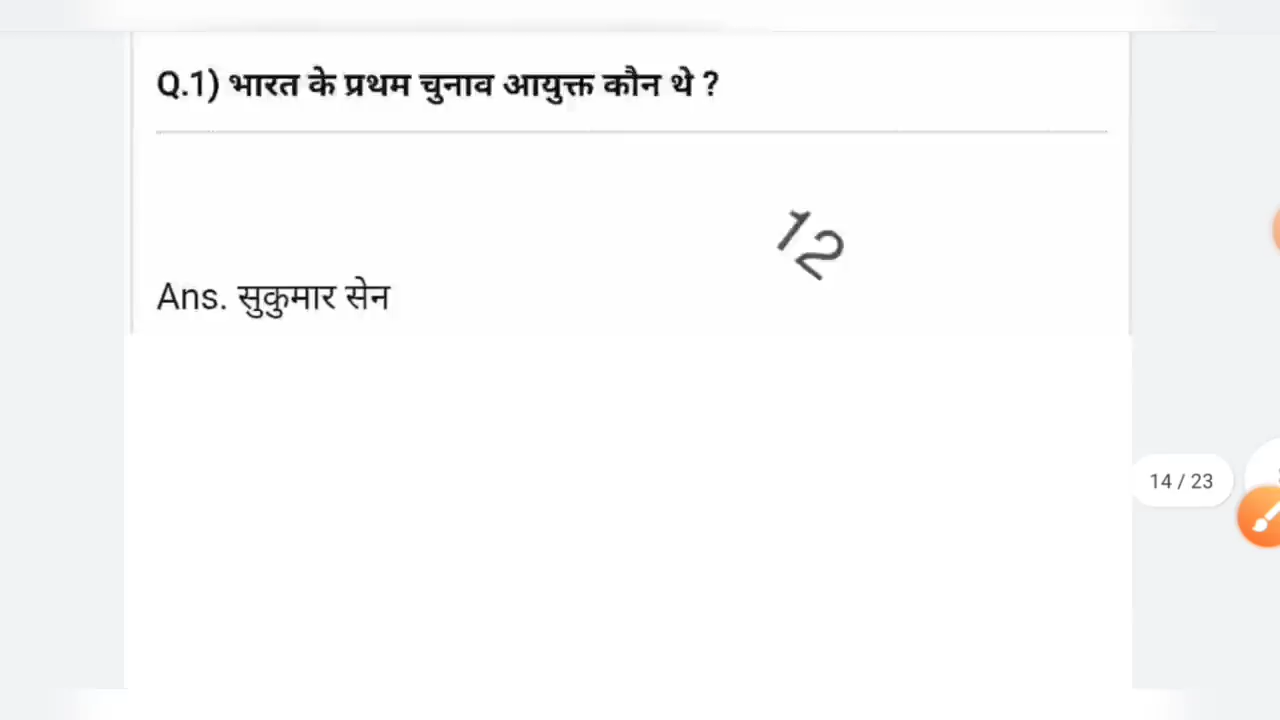 Q.1) भारत के प्रथम चुनाव आयुक्त कौन थे ?
12
Ans. सुकुमार सेन
14 / 23